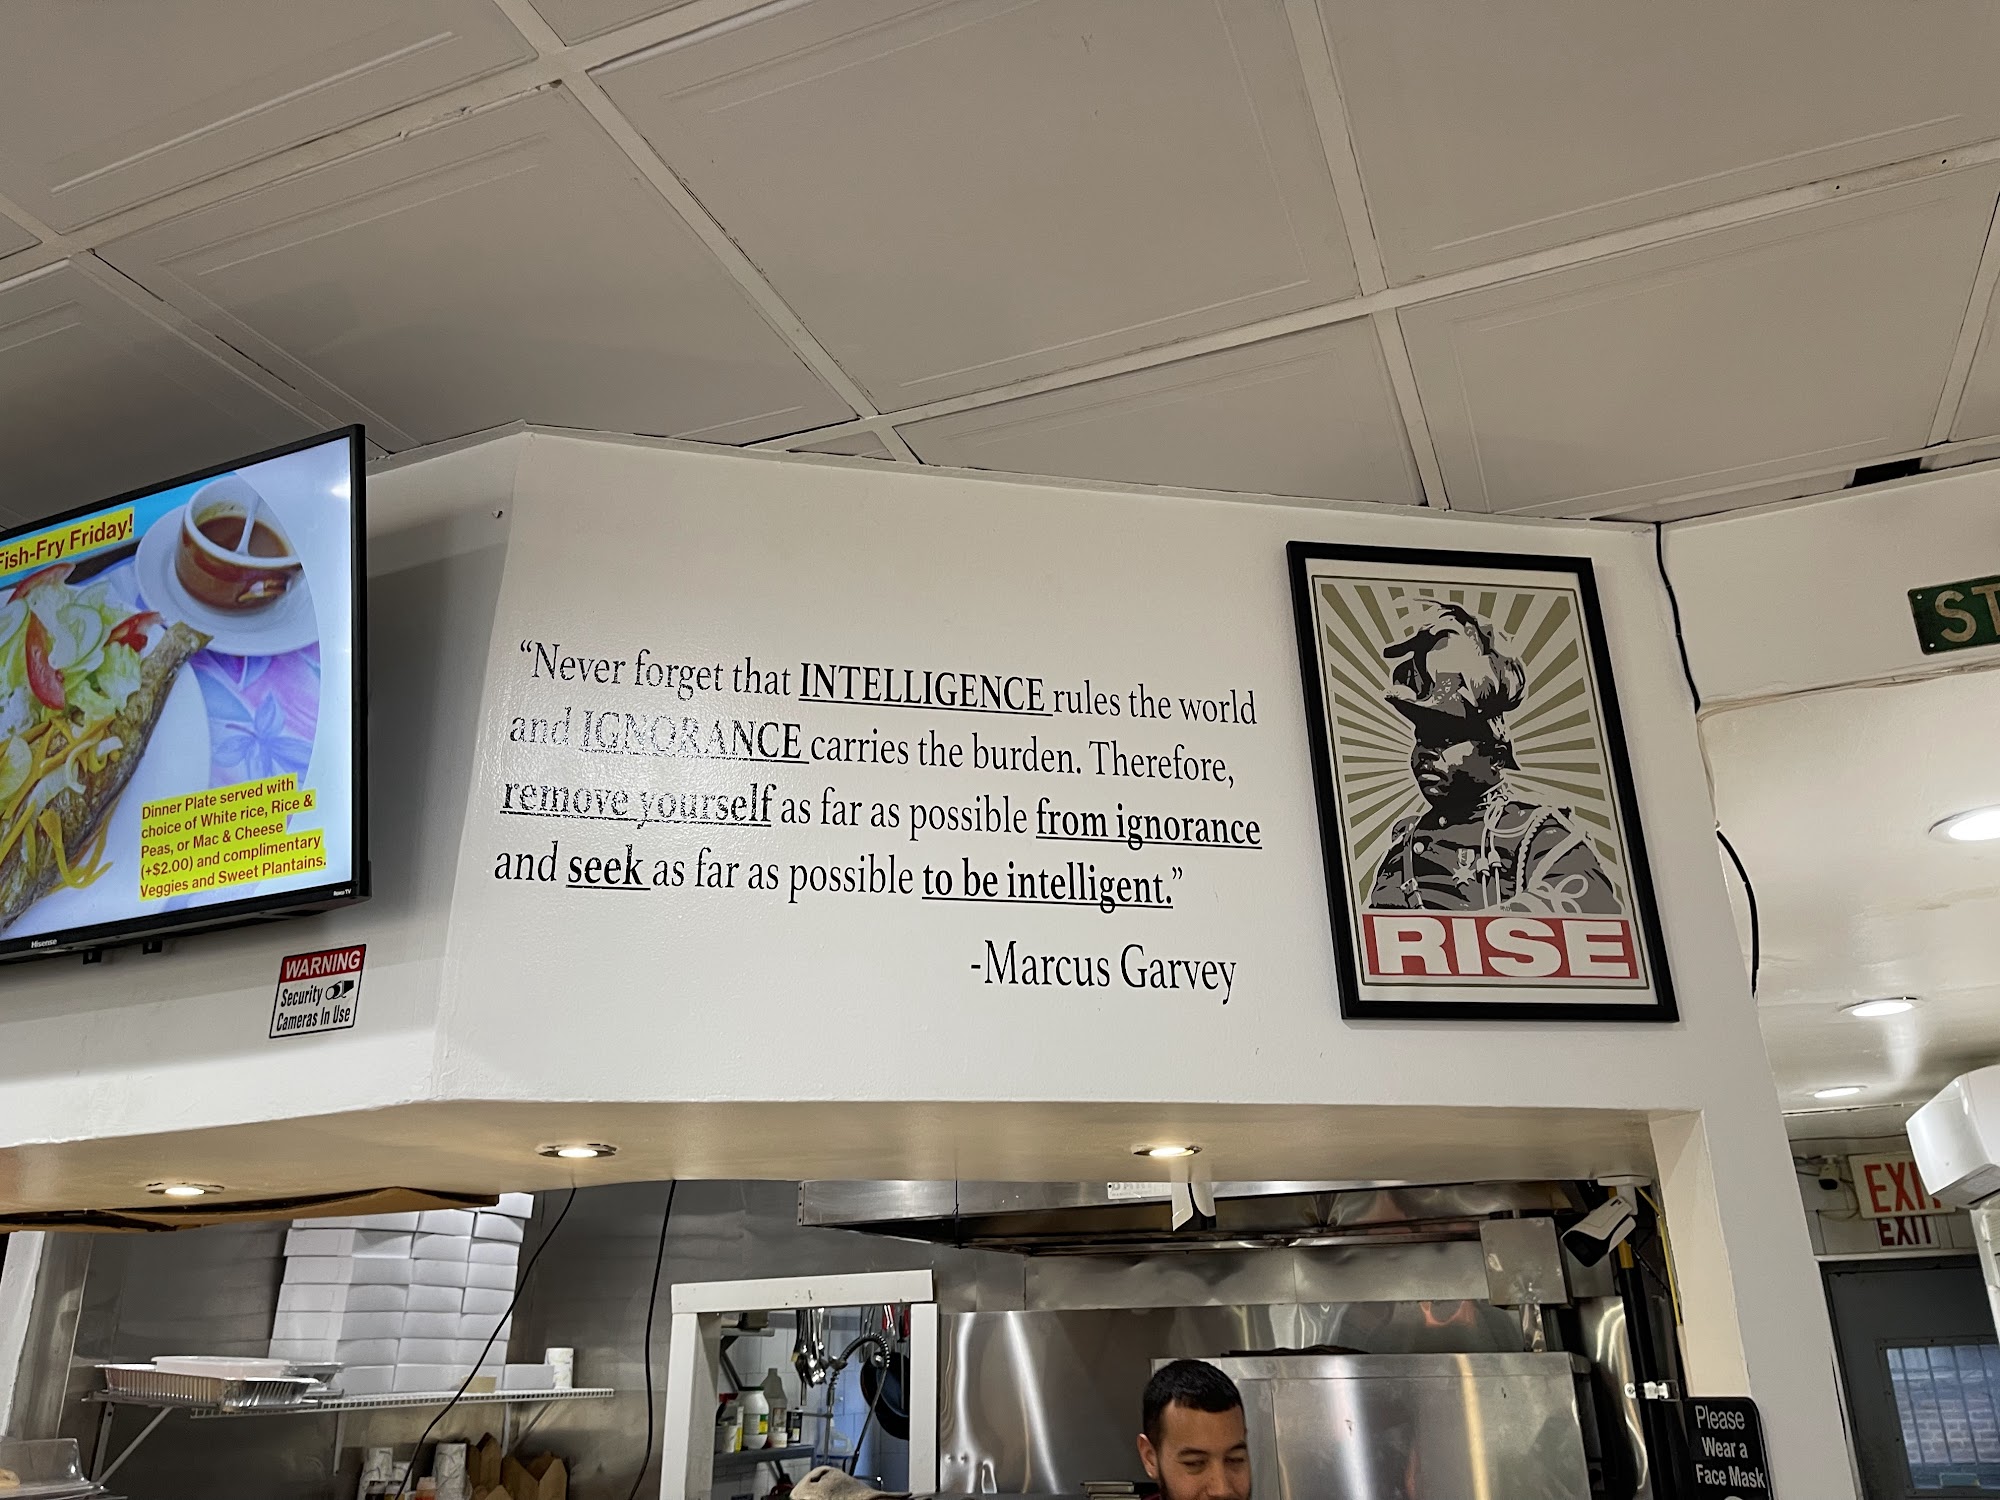 Fish-Fry Friday!
Dinner Plate served with
choice of White rice, Rice &
Peas, or Mac & Cheese
(+$2.00) and complimentary
Veggies and Sweet Plantains.
Hisense
Roku TV
WARNING
Security
Cameras In Use
“Never forget that INTELLIGENCE rules the world
and IGNORANCE carries the burden. Therefore,
remove yourself as far as possible from ignorance
and seek as far as possible to be intelligent.”
-Marcus Garvey
RISE
ST
EXIT
EXIT
Please
Wear a
Face Mask